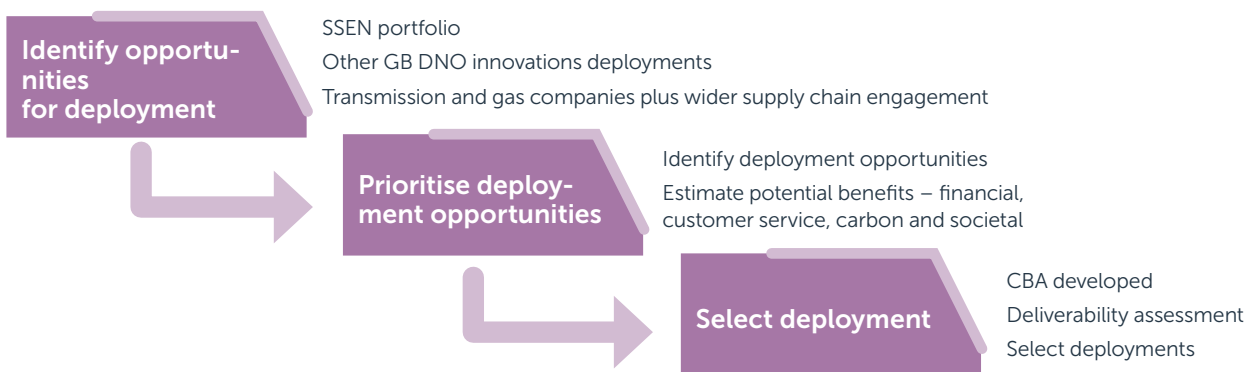 Identify opportu-
nities
for deployment
SSEN portfolio
Other GB DNO innovations deployments
Transmission and gas companies plus wider supply chain engagement
Prioritise deploy-
ment opportunities
Identify deployment opportunities
Estimate potential benefits – financial,
customer service, carbon and societal
Select deployment
CBA developed
Deliverability assessment
Select deployments